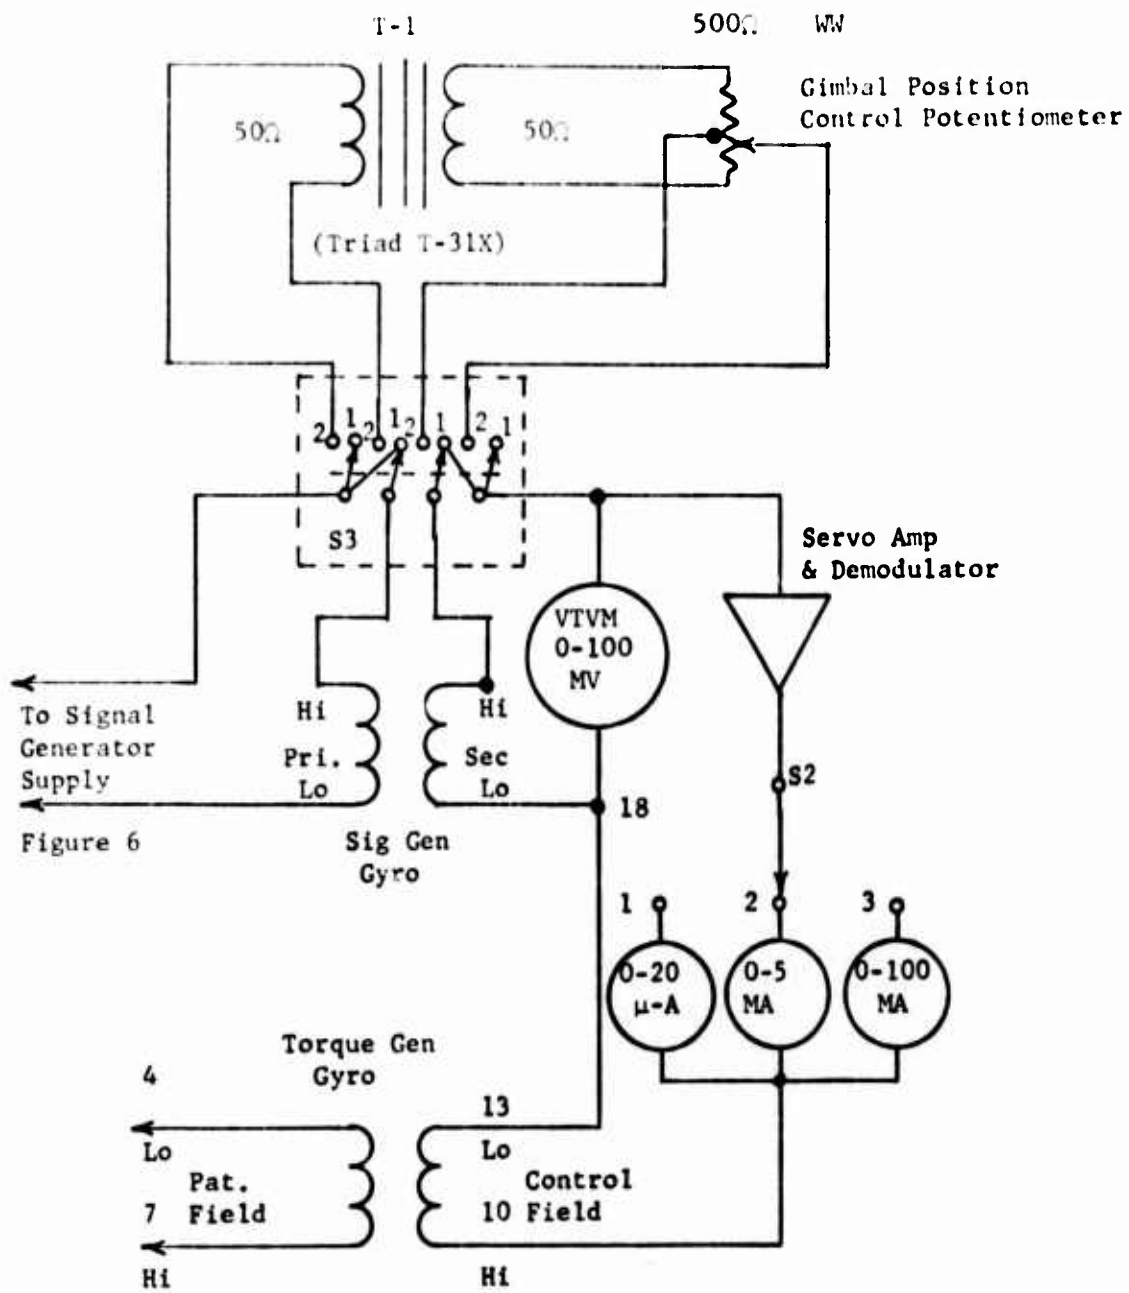 T-1
500Ω WW
Gimbal Position
Control Potentiometer
50Ω
50Ω
(Triad T-31X)
2 1 2 1 2 1 2 1
S3
Servo Amp
& Demodulator
VTVM
0-100
MV
To Signal
Generator
Supply
Figure 6
Hi
Pri.
Lo
Hi
Sec
Lo
18
S2
Sig Gen
Gyro
1
2
3
0-20
μ-A
0-5
MA
0-100
MA
Torque Gen
Gyro
4
Lo
Pat.
7 Field
Hi
13
Lo
Control
10 Field
Hi